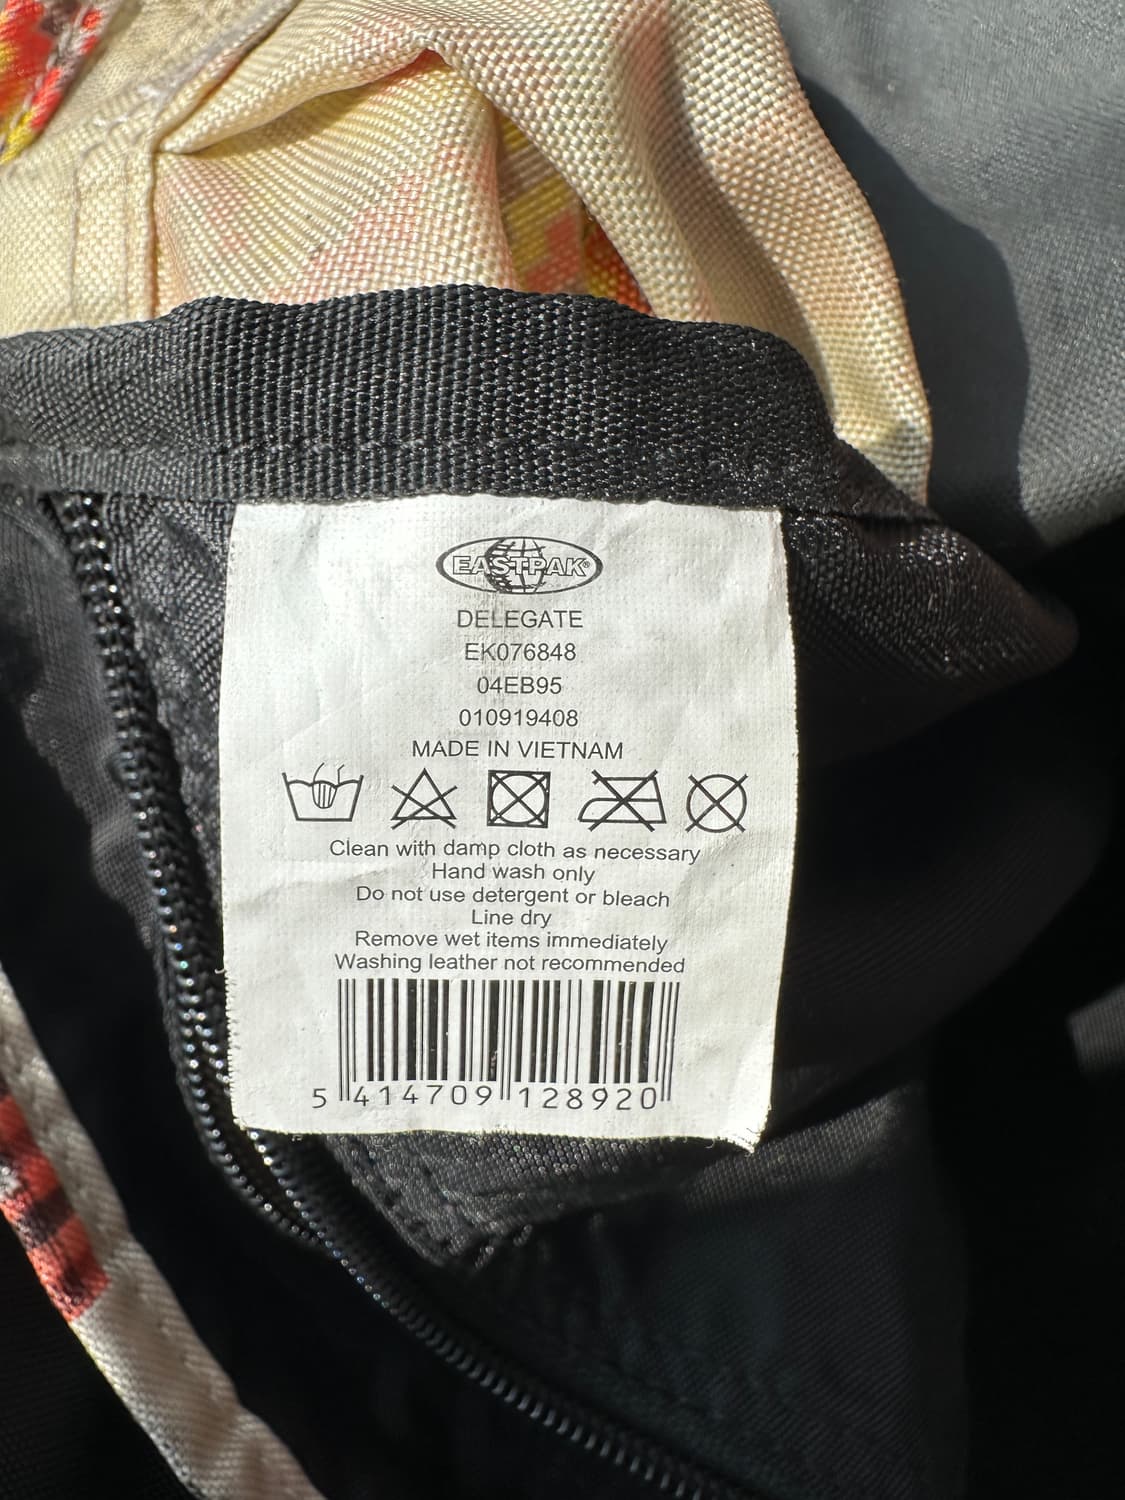 EASTPAK®
DELEGATE
EK076848
04EB95
010919408
MADE IN VIETNAM
Clean with damp cloth as necessary
Hand wash only
Do not use detergent or bleach
Line dry
Remove wet items immediately
Washing leather not recommended
5 414709 128920